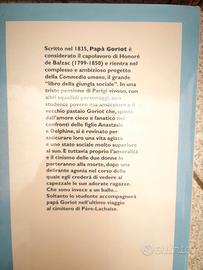 Scritto nel 1835, Papà Goriot è
considerato il capolavoro di Honoré
de Balzac (1799-1850) e rientra nel
complesso e ambizioso progetto
della Commedia umana, il grande
"libro della giungla sociale". In una
triste pensione di Parigi vivono, con
altri squallidi personaggi, uno
studente povero ma ambizioso e il
vecchio pastaio Goriot che, spinto
dall'amore cieco e fanatico nei
confronti delle figlie Anastasie e
Delphine, si è rovinato per
assicurare loro una vita agiata
e uno stato sociale molto superiore
al suo. E tuttavia proprio l'amoralità
e il cinismo delle due donne lo
porteranno alla morte, dopo una
delirante agonia nel corso della
quale egli crederà di vedere
al capezzale le sue adorate ragazze.
Che sono invece a un ballo.
Soltanto lo studente accompagnerà
papà Goriot nell'ultimo viaggio
al cimitero di Père-Lachaise.
subito